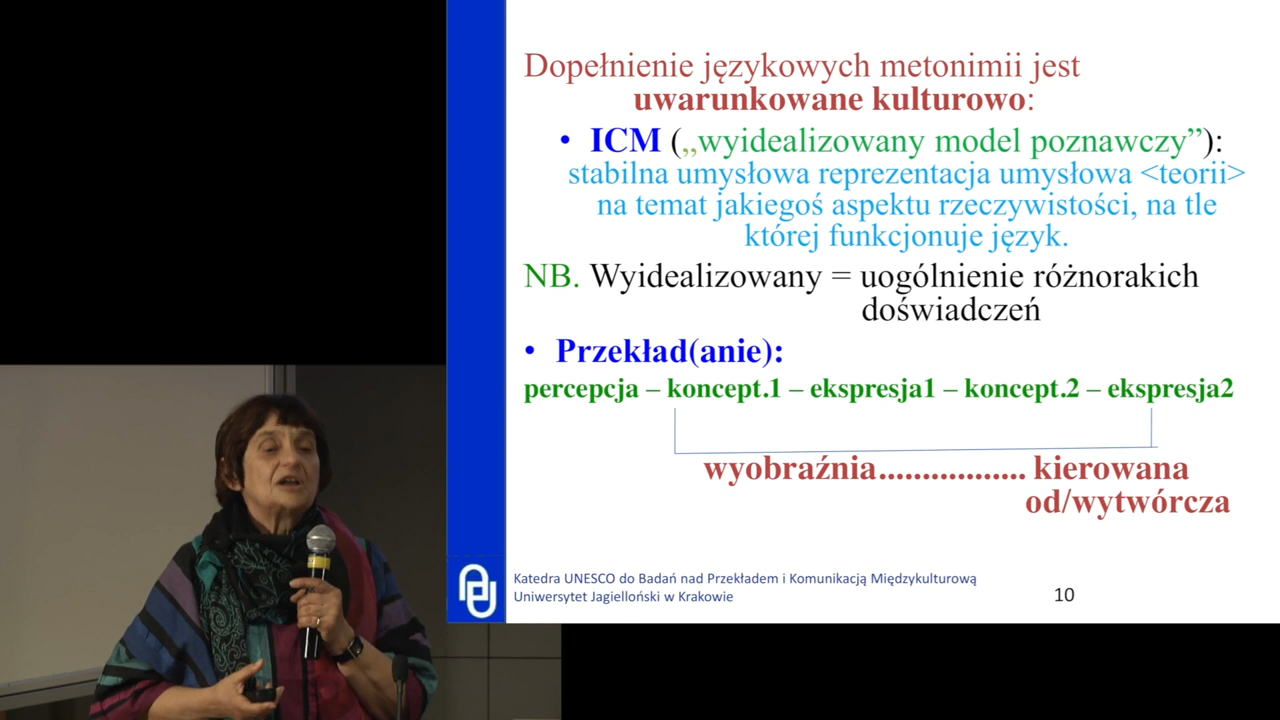 Dopełnienie językowych metonimii jest
uwarunkowane kulturowo:
• ICM („wyidealizowany model poznawczy”):
stabilna umysłowa reprezentacja umysłowa <teorii>
na temat jakiegoś aspektu rzeczywistości, na tle
której funkcjonuje język.
NB. Wyidealizowany = uogólnienie różnorakich
doświadczeń
• Przekład(anie):
percepcja – koncept.1 – ekspresja1 – koncept.2 – ekspresja2
wyobraźnia................. kierowana
od/wytwórcza
Katedra UNESCO do Badań nad Przekładem i Komunikacją Międzykulturową
Uniwersytet Jagielloński w Krakowie
10